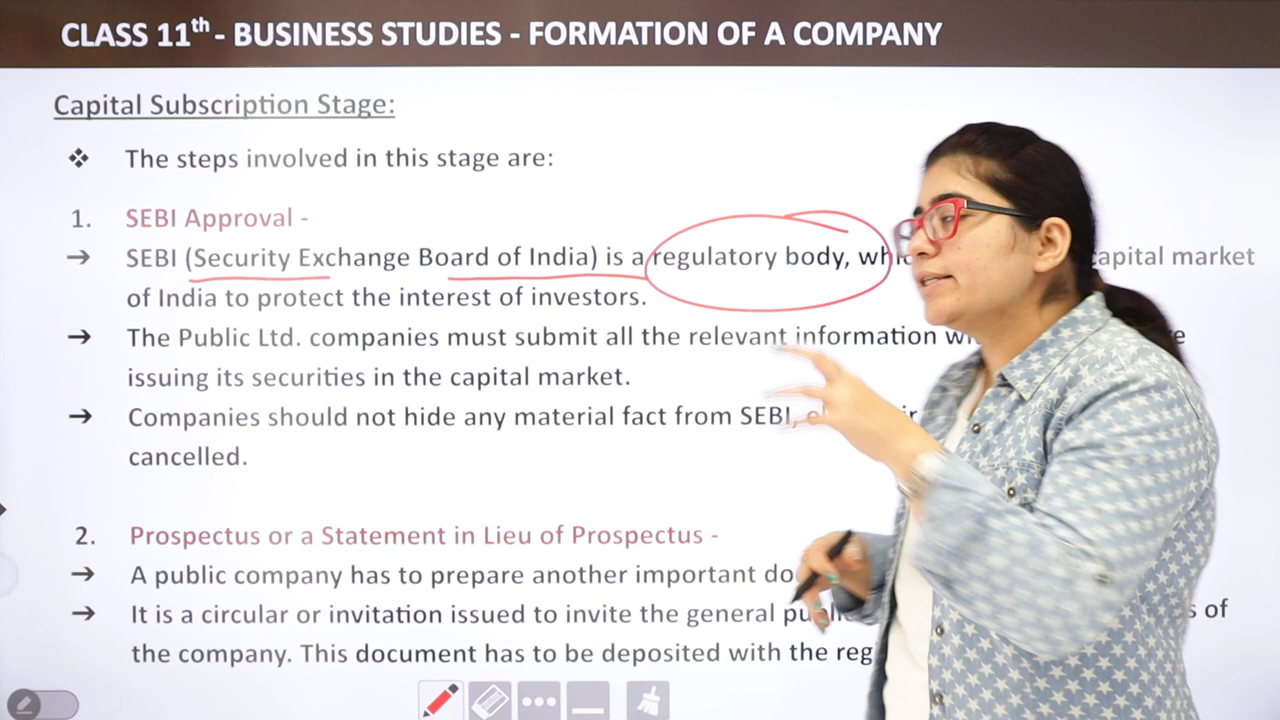 CLASS 11th - BUSINESS STUDIES - FORMATION OF A COMPANY
Capital Subscription Stage:
❖ The steps involved in this stage are:
1. SEBI Approval -
➔ SEBI (Security Exchange Board of India) is a regulatory body, capital market
of India to protect the interest of investors.
➔ The Public Ltd. companies must submit all the relevant information
issuing its securities in the capital market.
➔ Companies should not hide any material fact from SEBI,
cancelled.
2. Prospectus or a Statement in Lieu of Prospectus -
➔ A public company has to prepare another important
➔ It is a circular or invitation issued to invite the general of
the company. This document has to be deposited with the